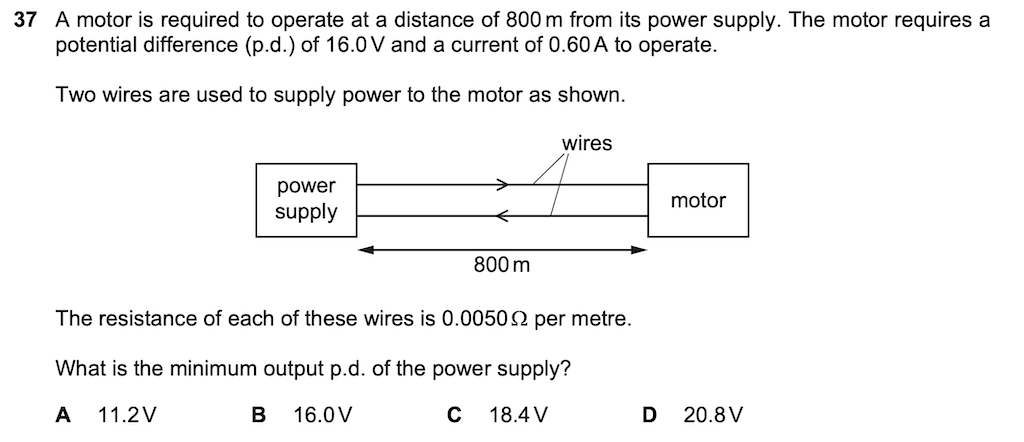 37 A motor is required to operate at a distance of 800 m from its power supply. The motor requires a
potential difference (p.d.) of 16.0 V and a current of 0.60 A to operate.
Two wires are used to supply power to the motor as shown.
wires
power
supply
motor
800 m
The resistance of each of these wires is 0.0050 Ω per metre.
What is the minimum output p.d. of the power supply?
A 11.2 V B 16.0 V C 18.4 V D 20.8 V